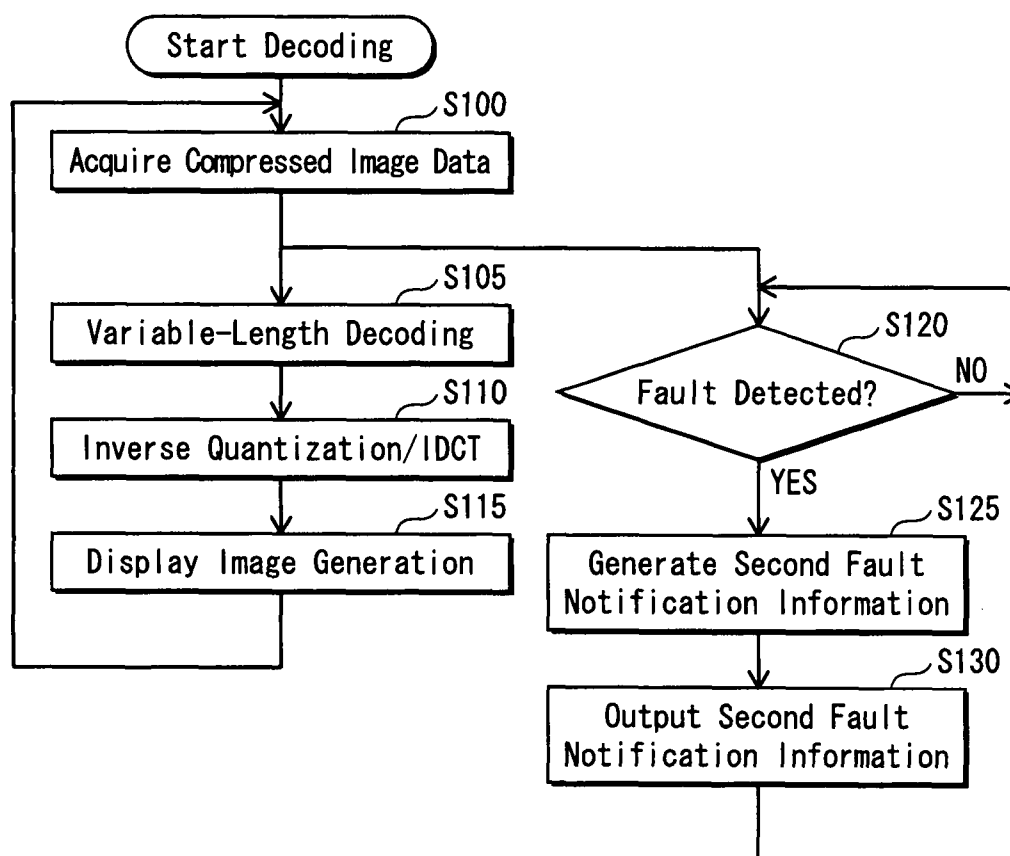 Start Decoding
S100
Acquire Compressed Image Data
S105
Variable-Length Decoding
S110
Inverse Quantization/IDCT
S115
Display Image Generation
S120
Fault Detected?
NO
YES
S125
Generate Second Fault
Notification Information
S130
Output Second Fault
Notification Information